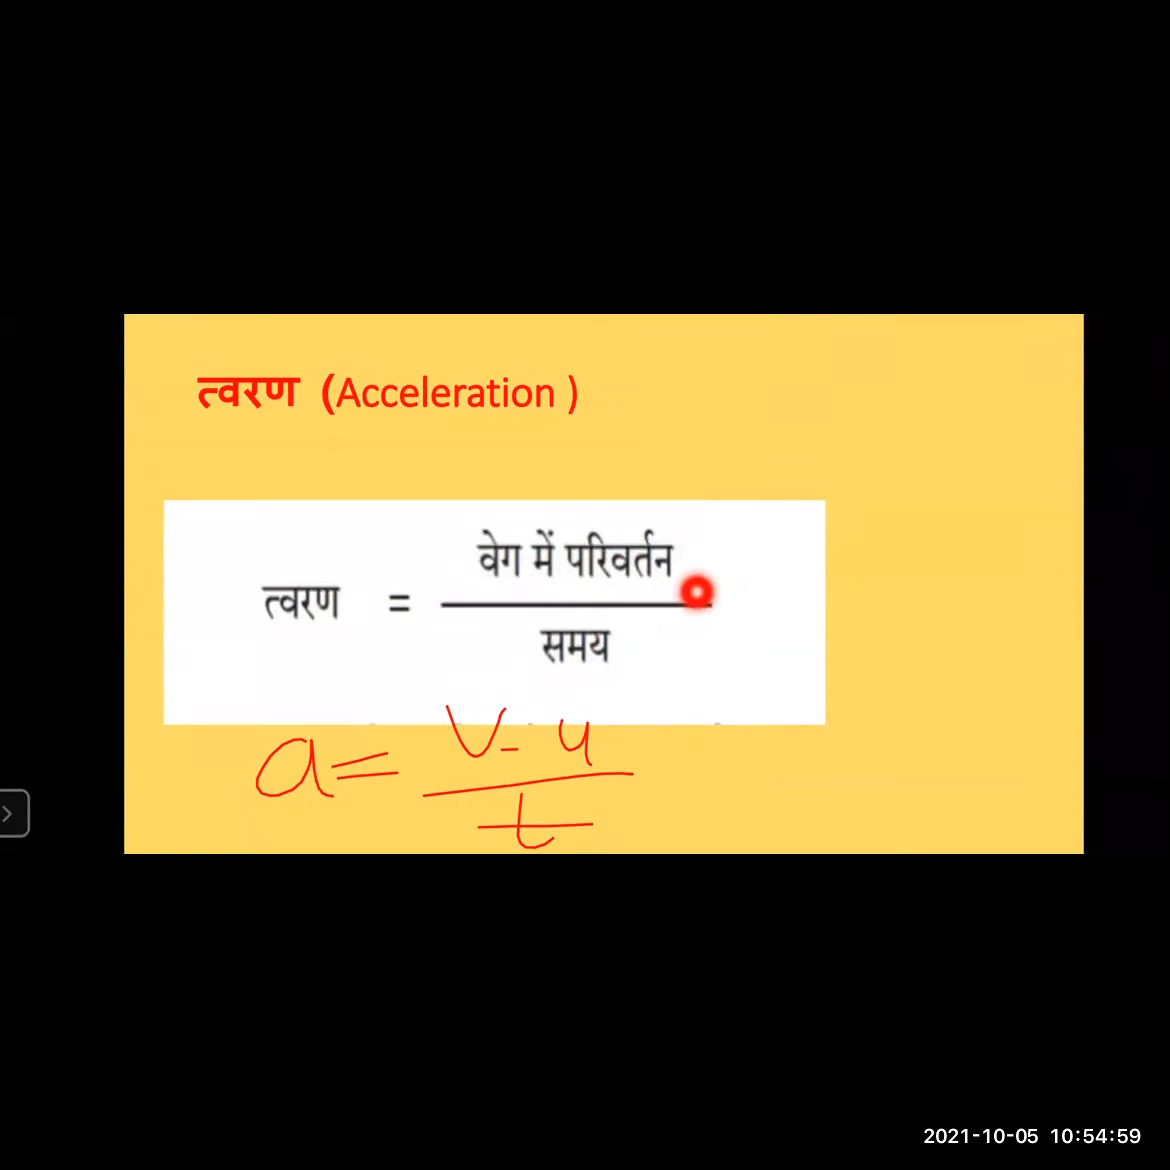 त्वरण (Acceleration )
वेग में परिवर्तन
त्वरण =
समय
a = v - u
t
2021-10-05 10:54:59